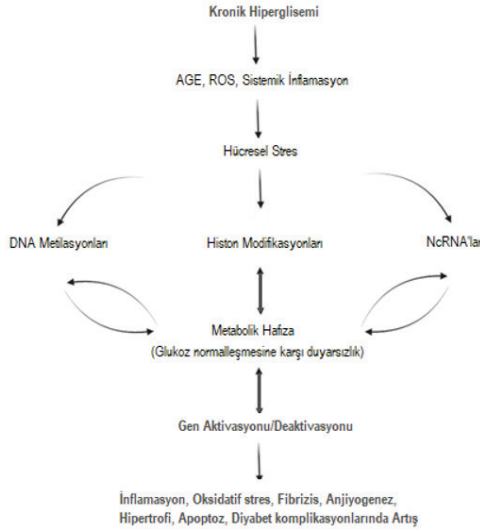 Kronik Hiperglisemi
AGE, ROS, Sistemik İnflamasyon
Hücresel Stres
DNA Metilasyonları
Histon Modifikasyonları
NcRNA'lar
Metabolik Hafıza
(Glukoz normalleşmesine karşı duyarsızlık)
Gen Aktivasyonu/Deaktivasyonu
İnflamasyon, Oksidatif stres, Fibrizis, Anjiyogenez,
Hipertrofi, Apoptoz, Diyabet komplikasyonlarında Artış